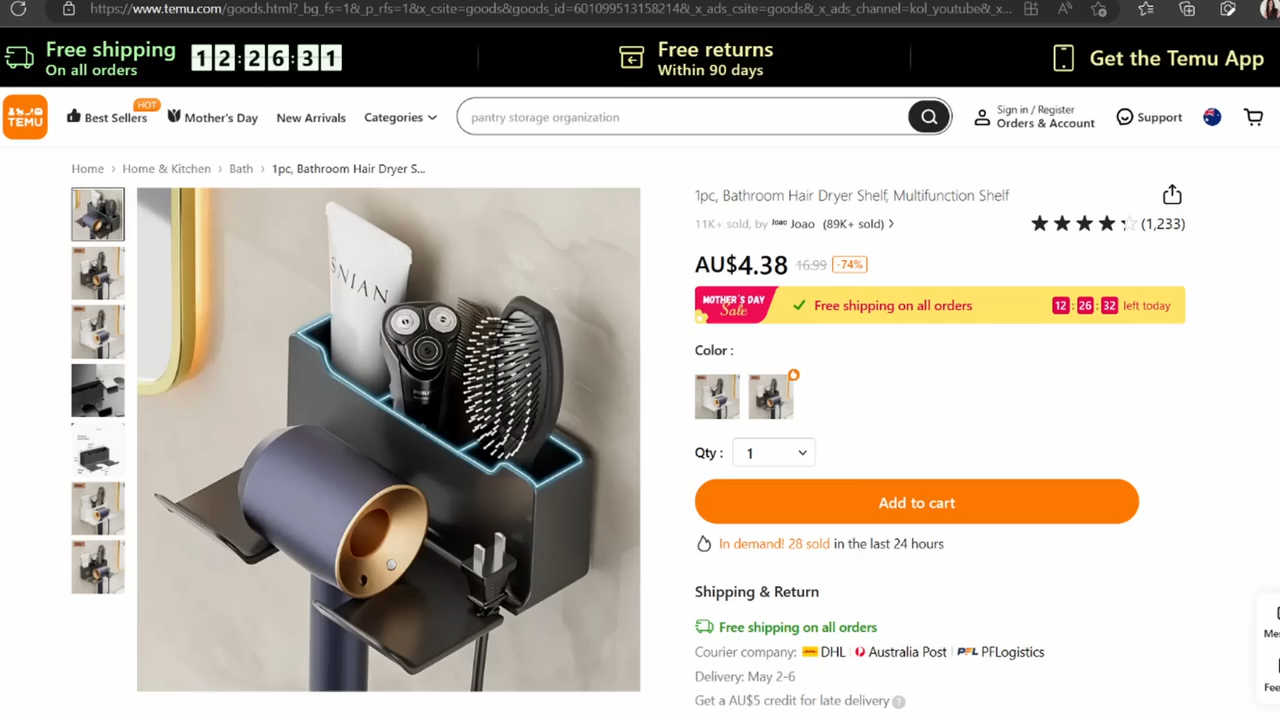 https://www.temu.com/goods.html?_bg_fs=1&_p_rfs=1&x_csite=goods&goods_id=601099513158214&_x_ads_csite=goods&_x_ads_channel=kol_youtube&_x...
Free shipping
On all orders
12:26:31
Free returns
Within 90 days
Get the Temu App
TEMU
Best Sellers
HOT
Mother's Day
New Arrivals
Categories
pantry storage organization
Sign in / Register
Orders & Account
Support
Home › Home & Kitchen › Bath › 1pc, Bathroom Hair Dryer S...
SNIAN
1pc, Bathroom Hair Dryer Shelf, Multifunction Shelf
11K+ sold, by Joao Joao (89K+ sold) >
(1,233)
AU$4.38 16.99 -74%
MOTHER'S DAY
Sale
Free shipping on all orders
12:26:32 left today
Color :
Qty : 1
Add to cart
In demand! 28 sold in the last 24 hours
Shipping & Return
Free shipping on all orders
Courier company: DHL | Australia Post | PFL PFLogistics
Delivery: May 2-6
Get a AU$5 credit for late delivery ?
Mes
Fee